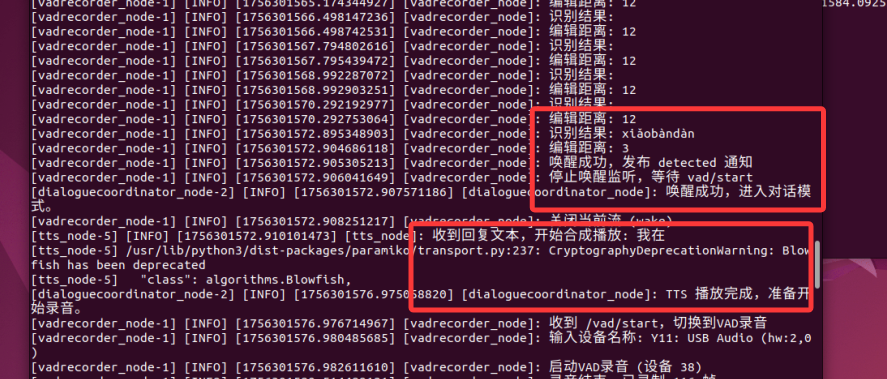 [vadrecorder_node-1] [INFO] [1756301565.174344927] [vadrecorder_node]: 编辑距离: 12
[vadrecorder_node-1] [INFO] [1756301566.498147236] [vadrecorder_node]: 识别结果:
[vadrecorder_node-1] [INFO] [1756301566.498742531] [vadrecorder_node]: 编辑距离: 12
[vadrecorder_node-1] [INFO] [1756301567.794802616] [vadrecorder_node]: 识别结果:
[vadrecorder_node-1] [INFO] [1756301567.795439472] [vadrecorder_node]: 编辑距离: 12
[vadrecorder_node-1] [INFO] [1756301568.992287072] [vadrecorder_node]: 识别结果:
[vadrecorder_node-1] [INFO] [1756301568.992903251] [vadrecorder_node]: 编辑距离: 12
[vadrecorder_node-1] [INFO] [1756301570.292192977] [vadrecorder_node]: 识别结果:
[vadrecorder_node-1] [INFO] [1756301570.292753064] [vadrecorder_node]: 编辑距离: 12
[vadrecorder_node-1] [INFO] [1756301572.895348903] [vadrecorder_node]: 识别结果: xiǎobàndàn
[vadrecorder_node-1] [INFO] [1756301572.904686118] [vadrecorder_node]: 编辑距离: 3
[vadrecorder_node-1] [INFO] [1756301572.905305213] [vadrecorder_node]: 唤醒成功，发布 detected 通知
[vadrecorder_node-1] [INFO] [1756301572.906041649] [vadrecorder_node]: 停止唤醒监听，等待 vad/start
[dialoguecoordinator_node-2] [INFO] [1756301572.907571186] [dialoguecoordinator_node]: 唤醒成功，进入对话模
式。
[vadrecorder_node-1] [INFO] [1756301572.908251217] [vadrecorder_node]: 关闭当前流 (wake)
[tts_node-5] [INFO] [1756301572.910101473] [tts_node]: 收到回复文本，开始合成播放: 我在
[tts_node-5] /usr/lib/python3/dist-packages/paramiko/transport.py:237: CryptographyDeprecationWarning: Blow
fish has been deprecated
[tts_node-5]   "class": algorithms.Blowfish,
[dialoguecoordinator_node-2] [INFO] [1756301576.975058820] [dialoguecoordinator_node]: TTS 播放完成，准备开
始录音。
[vadrecorder_node-1] [INFO] [1756301576.976714967] [vadrecorder_node]: 收到 /vad/start，切换到VAD录音
[vadrecorder_node-1] [INFO] [1756301576.980485685] [vadrecorder_node]: 输入设备名称: Y11: USB Audio (hw:2,0
)
[vadrecorder_node-1] [INFO] [1756301576.982611610] [vadrecorder_node]: 启动VAD录音 (设备 38)
1584.0925